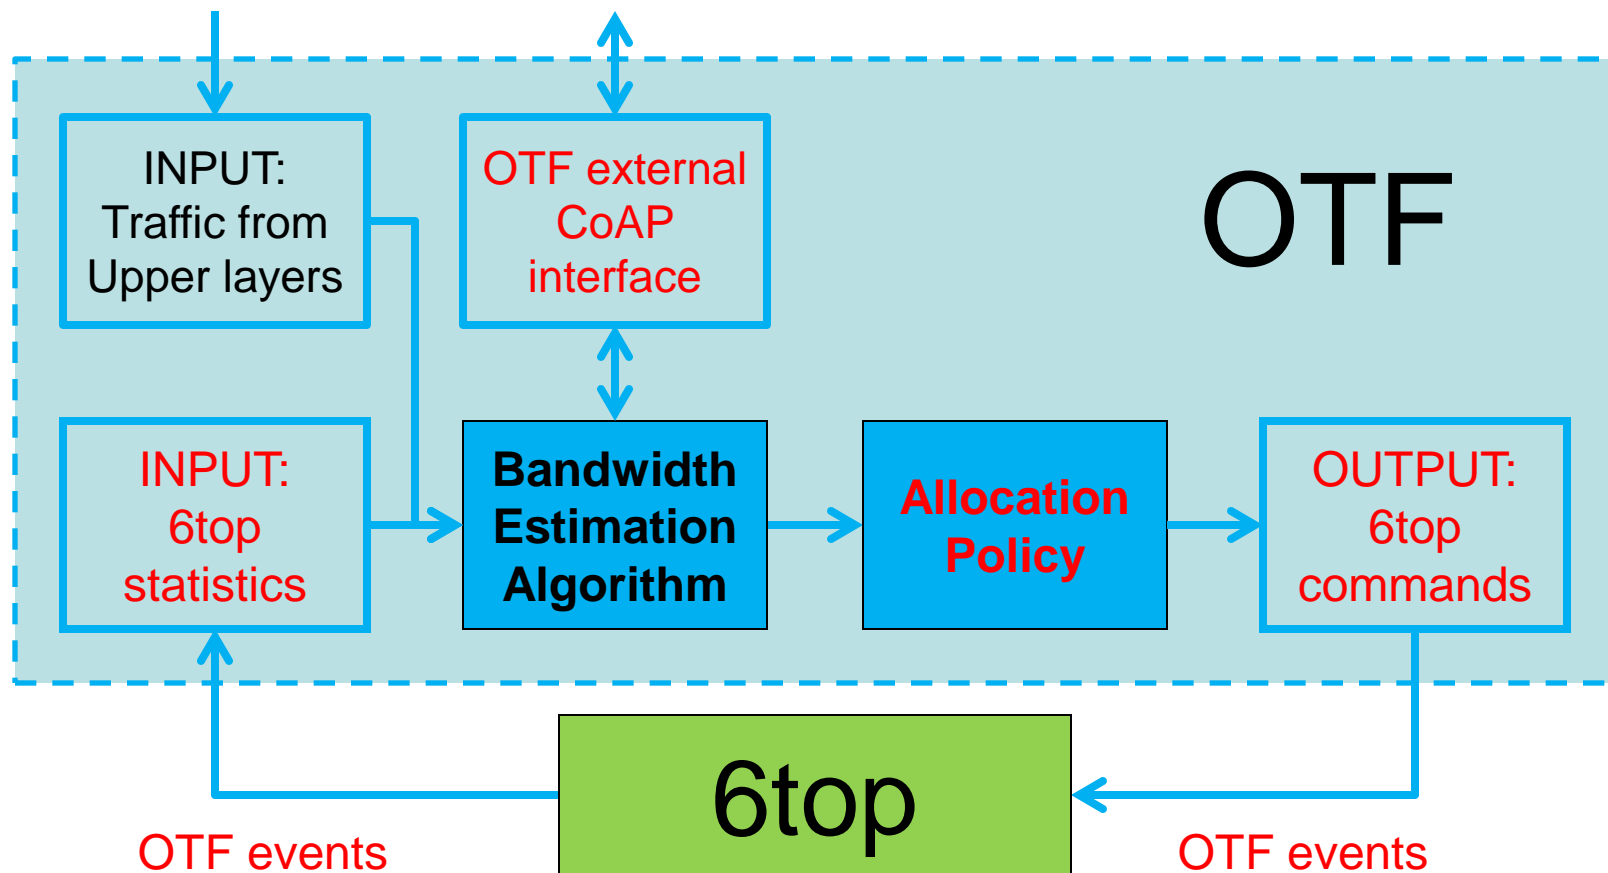 INPUT:
Traffic from
Upper layers
OTF external
CoAP
interface
OTF
INPUT:
6top
statistics
Bandwidth
Estimation
Algorithm
Allocation
Policy
OUTPUT:
6top
commands
6top
OTF events
OTF events